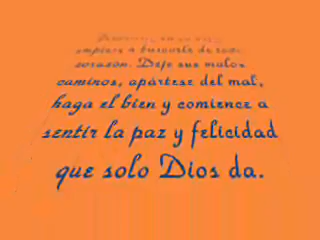 empiece a buscarle de todo
corazón. Deje sus malos
caminos, apártese del mal,
haga el bien y comience a
sentir la paz y felicidad
que solo Dios da.